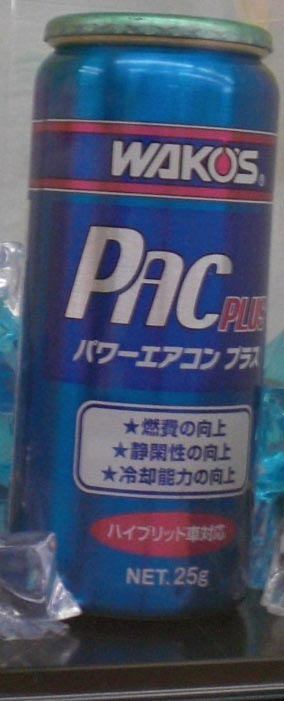 WAKO'S
PAC PLUS
パワーエアコン プラス
★燃費の向上
★静閑性の向上
★冷却能力の向上
ハイブリッド車対応
NET. 25g